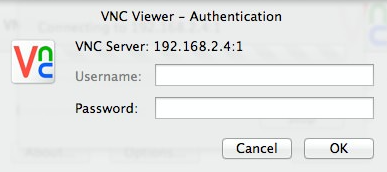 VNC Viewer - Authentication
VNC Server: 192.168.2.4:1
Username:
Password:
Cancel OK